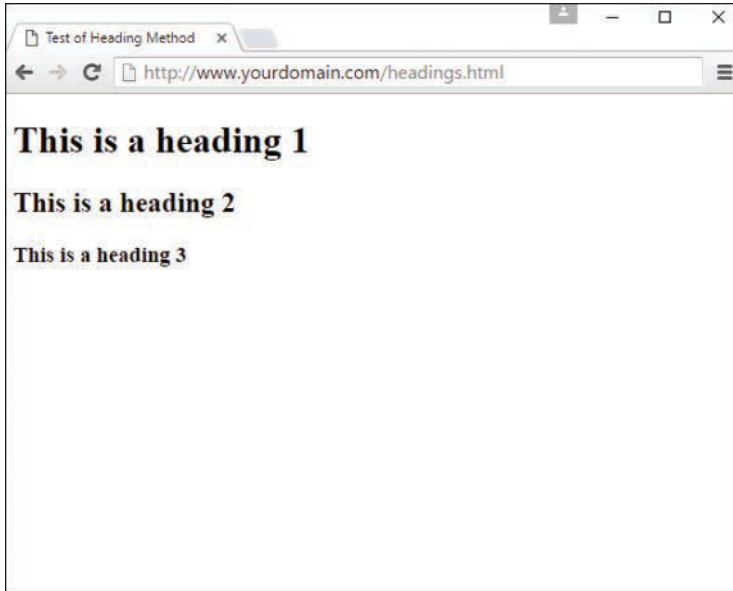 Test of Heading Method
http://www.yourdomain.com/headings.html
This is a heading 1
This is a heading 2
This is a heading 3